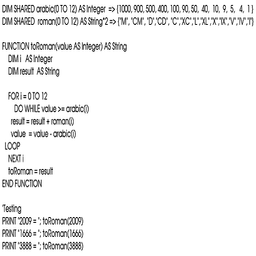 DIM SHARED arabic(0 TO 12) AS Integer => {1000, 900, 500, 400, 100, 90, 50, 40, 10, 9, 5, 4, 1 }
DIM SHARED roman(0 TO 12) AS String*2 => {"M", "CM", "D","CD", "C","XC","L","XL","X","IX","V","IV","I"}
FUNCTION toRoman(value AS Integer) AS String
DIM i AS Integer
DIM result AS String
FOR i = 0 TO 12
DO WHILE value >= arabic(i)
result = result + roman(i)
value = value - arabic(i)
LOOP
NEXT i
toRoman = result
END FUNCTION
'Testing
PRINT "2009 = "; toRoman(2009)
PRINT "1666 = "; toRoman(1666)
PRINT "3888 = "; toRoman(3888)